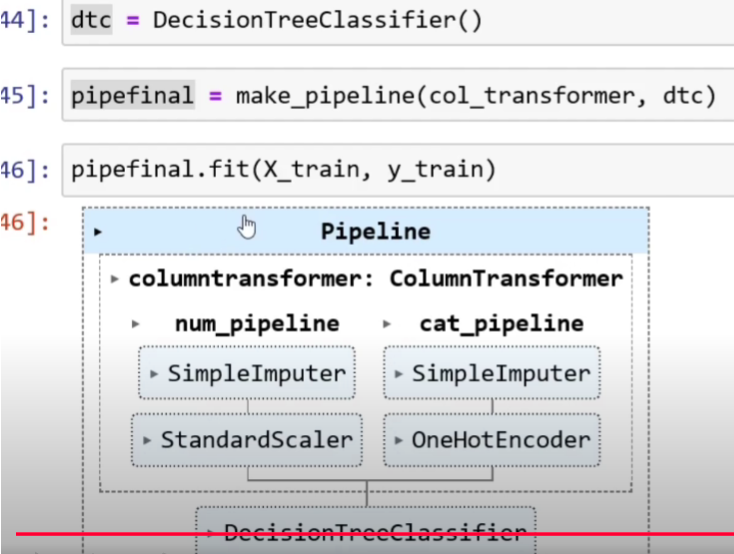 44]: dtc = DecisionTreeClassifier()
45]: pipefinal = make_pipeline(col_transformer, dtc)
46]: pipefinal.fit(X_train, y_train)
46]:
Pipeline
columntransformer: ColumnTransformer
num_pipeline cat_pipeline
SimpleImputer SimpleImputer
StandardScaler OneHotEncoder
DecisionTreeClassifier